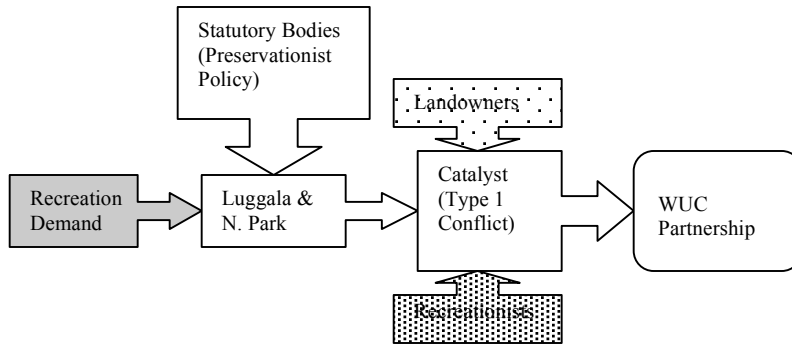 Statutory Bodies
(Preservationist
Policy)
Landowners
Recreation
Demand
Luggala &
N. Park
Catalyst
(Type 1
Conflict)
WUC
Partnership
Recreationists